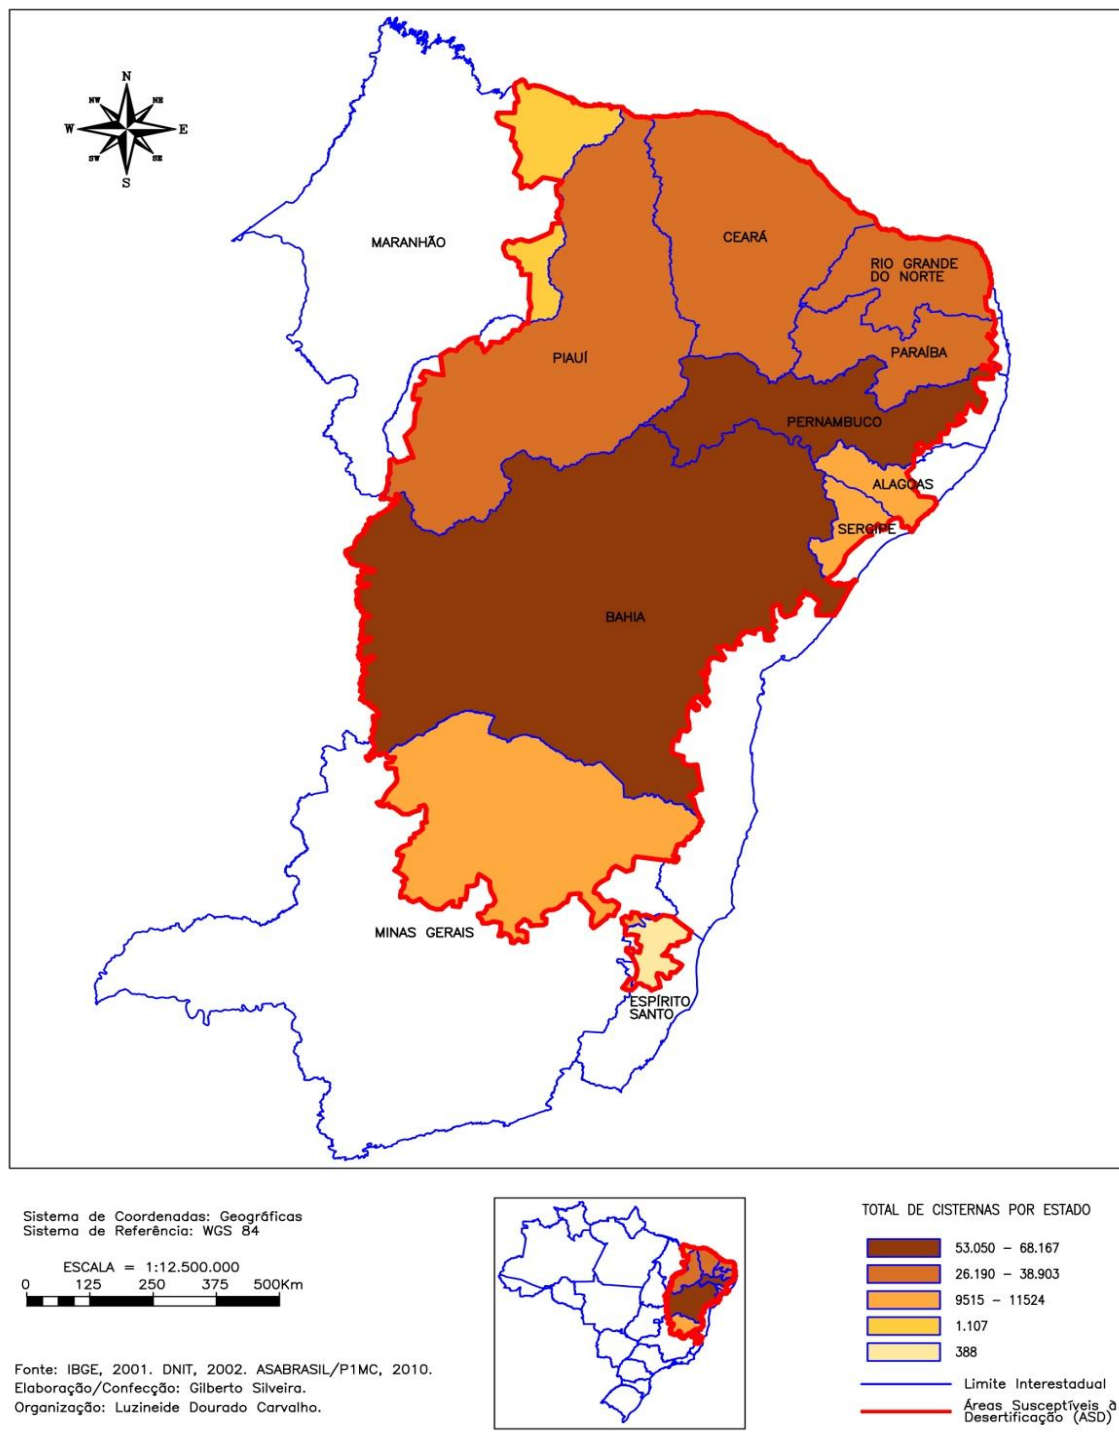 N
NW
NE
W
E
SW
SE
S
MARANHÃO
CEARÁ
RIO GRANDE
DO NORTE
PIAUÍ
PARAÍBA
PERNAMBUCO
ALAGOAS
SERGIPE
BAHIA
MINAS GERAIS
ESPÍRITO
SANTO
Sistema de Coordenadas: Geográficas
Sistema de Referência: WGS 84
ESCALA = 1:12.500.000
0 125 250 375 500Km
Fonte: IBGE, 2001. DNIT, 2002. ASABRASIL/P1MC, 2010.
Elaboração/Confecção: Gilberto Silveira.
Organização: Luzineide Dourado Carvalho.
TOTAL DE CISTERNAS POR ESTADO
53.050 – 68.167
26.190 – 38.903
9515 – 11524
1.107
388
Limite Interestadual
Áreas Susceptíveis à
Desertificação (ASD)